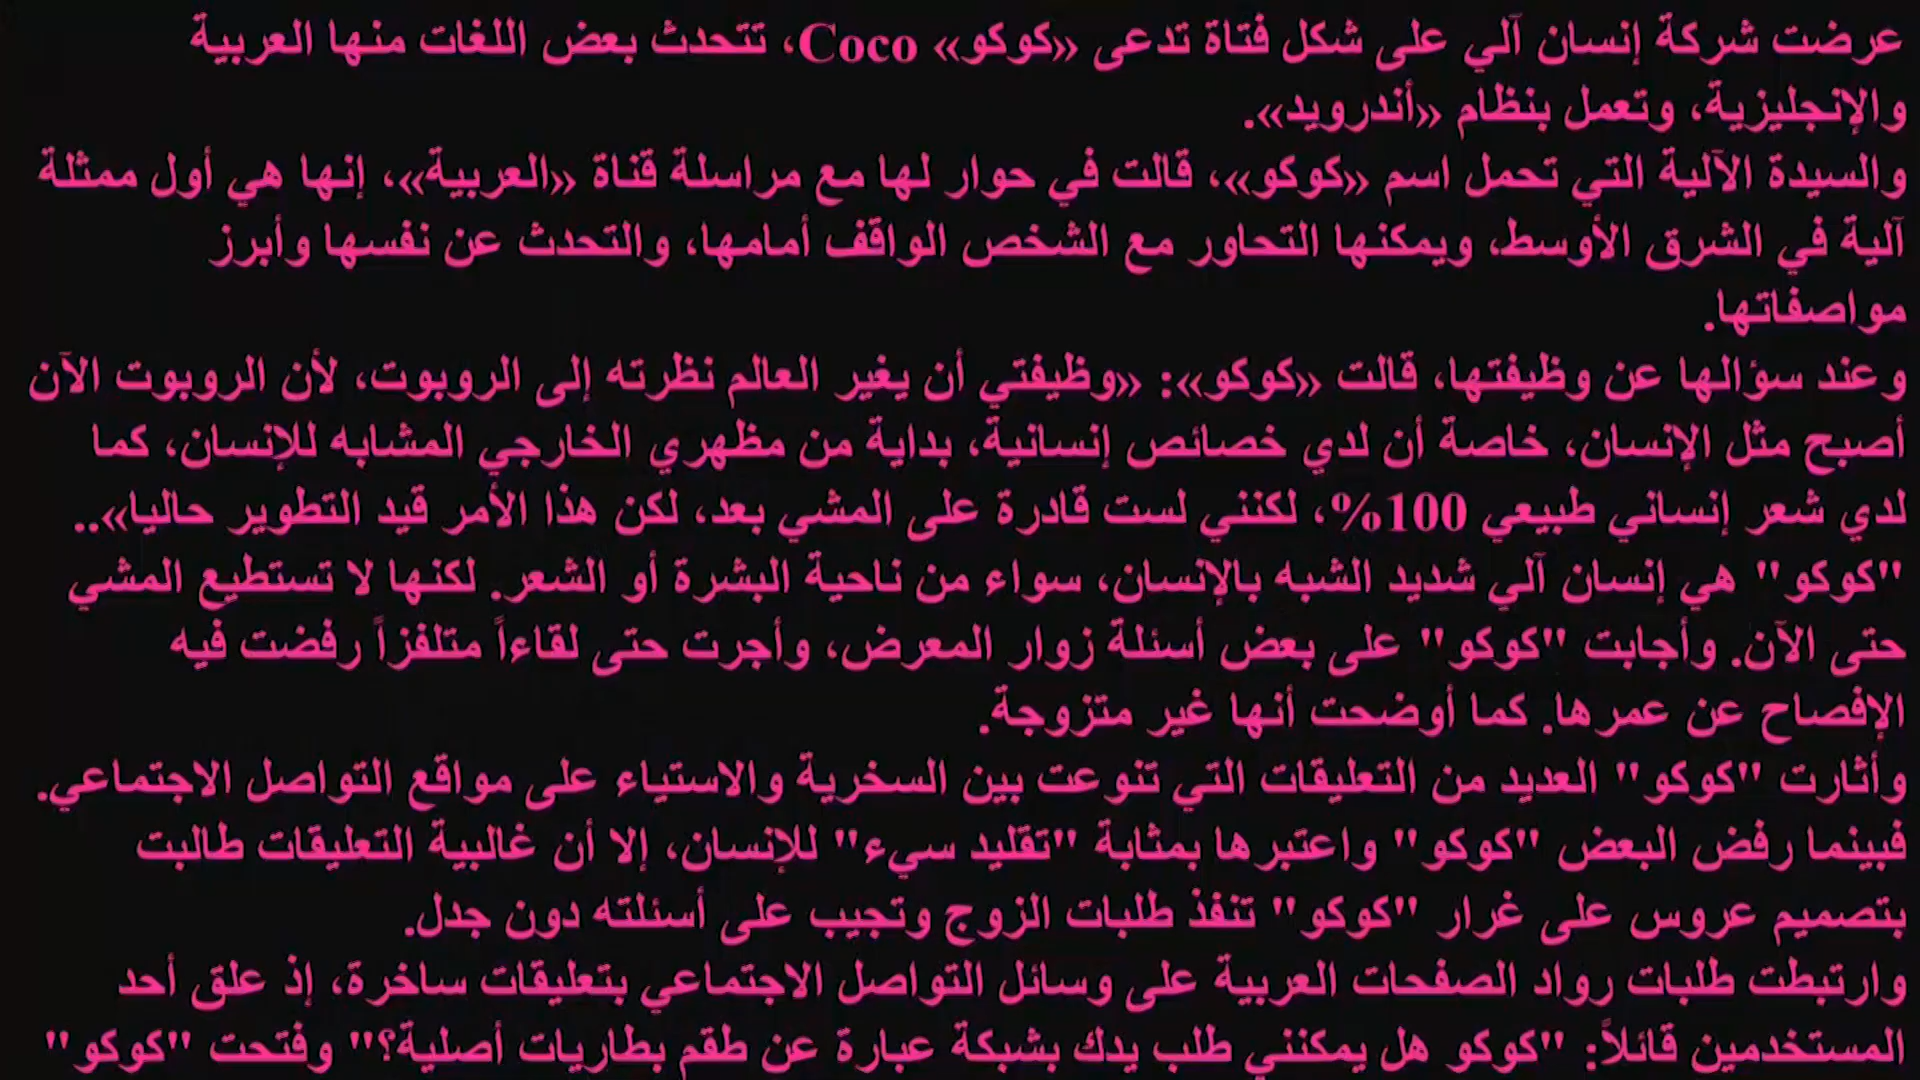 عرضت شركة إنسان آلي على شكل فتاة تدعى «كوكو» Coco، تتحدث بعض اللغات منها العربية
والإنجليزية، وتعمل بنظام «أندرويد».
والسيدة الآلية التي تحمل اسم «كوكو»، قالت في حوار لها مع مراسلة قناة «العربية»، إنها هي أول ممثلة
آلية في الشرق الأوسط، ويمكنها التحاور مع الشخص الواقف أمامها، والتحدث عن نفسها وأبرز
مواصفاتها.
وعند سؤالها عن وظيفتها، قالت «كوكو»: «وظيفتي أن يغير العالم نظرته إلى الروبوت، لأن الروبوت الآن
أصبح مثل الإنسان، خاصة أن لدي خصائص إنسانية، بداية من مظهري الخارجي المشابه للإنسان، كما
لدي شعر إنساني طبيعي 100%، لكنني لست قادرة على المشي بعد، لكن هذا الأمر قيد التطوير حاليا»..
"كوكو" هي إنسان آلي شديد الشبه بالإنسان، سواء من ناحية البشرة أو الشعر. لكنها لا تستطيع المشي
حتى الآن. وأجابت "كوكو" على بعض أسئلة زوار المعرض، وأجرت حتى لقاءاً متلفزاً رفضت فيه
الإفصاح عن عمرها. كما أوضحت أنها غير متزوجة.
وأثارت "كوكو" العديد من التعليقات التي تنوعت بين السخرية والاستياء على مواقع التواصل الاجتماعي.
فبينما رفض البعض "كوكو" واعتبرها بمثابة "تقليد سيء" للإنسان، إلا أن غالبية التعليقات طالبت
بتصميم عروس على غرار "كوكو" تنفذ طلبات الزوج وتجيب على أسئلته دون جدل.
وارتبطت طلبات رواد الصفحات العربية على وسائل التواصل الاجتماعي بتعليقات ساخرة، إذ علق أحد
المستخدمين قائلاً: "كوكو هل يمكنني طلب يدك بشبكة عبارة عن طقم بطاريات أصلية؟" وفتحت "كوكو"